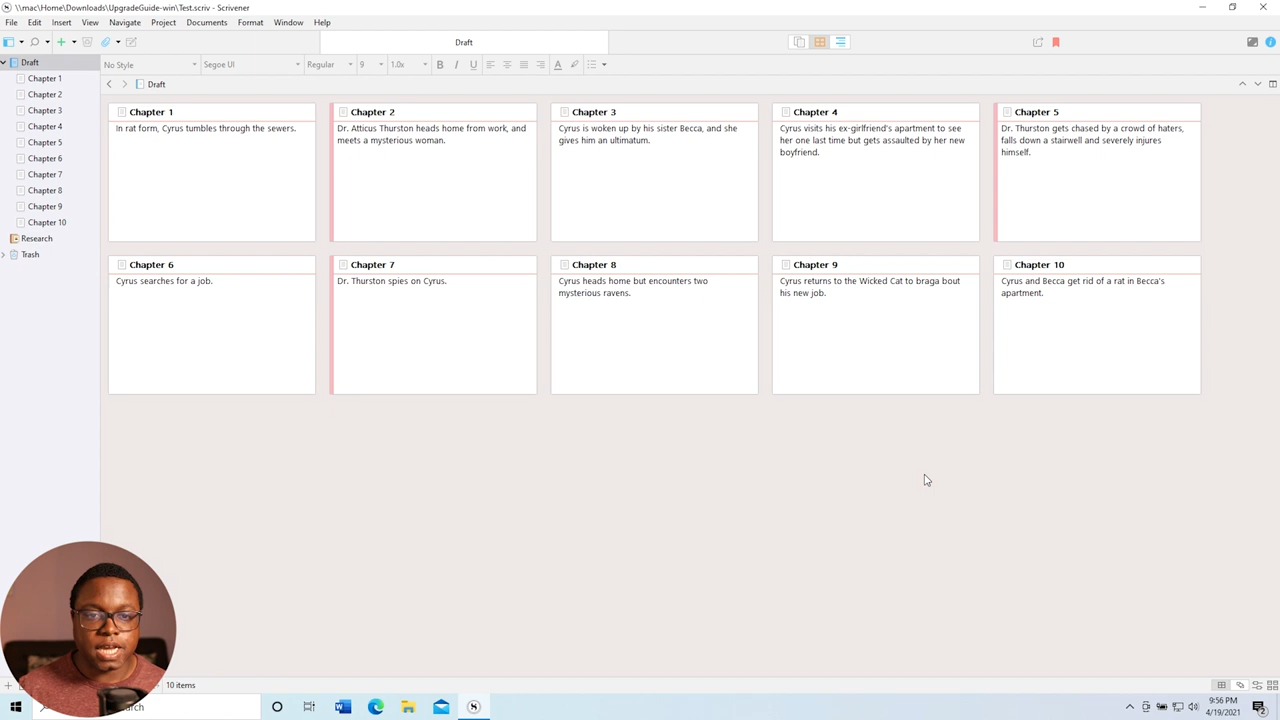 \\mac\Home\Downloads\UpgradeGuide-win\Test.scriv - Scrivener
File Edit Insert View Navigate Project Documents Format Window Help
Draft
No Style Segoe UI Regular 9 1.0x B I U A
Draft
Draft
Chapter 1
Chapter 2
Chapter 3
Chapter 4
Chapter 5
Chapter 6
Chapter 7
Chapter 8
Chapter 9
Chapter 10
Research
Trash
Chapter 1
In rat form, Cyrus tumbles through the sewers.
Chapter 2
Dr. Atticus Thurston heads home from work, and
meets a mysterious woman.
Chapter 3
Cyrus is woken up by his sister Becca, and she
gives him an ultimatum.
Chapter 4
Cyrus visits his ex-girlfriend's apartment to see
her one last time but gets assaulted by her new
boyfriend.
Chapter 5
Dr. Thurston gets chased by a crowd of haters,
falls down a stairwell and severely injures
himself.
Chapter 6
Cyrus searches for a job.
Chapter 7
Dr. Thurston spies on Cyrus.
Chapter 8
Cyrus heads home but encounters two
mysterious ravens.
Chapter 9
Cyrus returns to the Wicked Cat to braga bout
his new job.
Chapter 10
Cyrus and Becca get rid of a rat in Becca's
apartment.
10 items
9:56 PM
4/19/2021
2